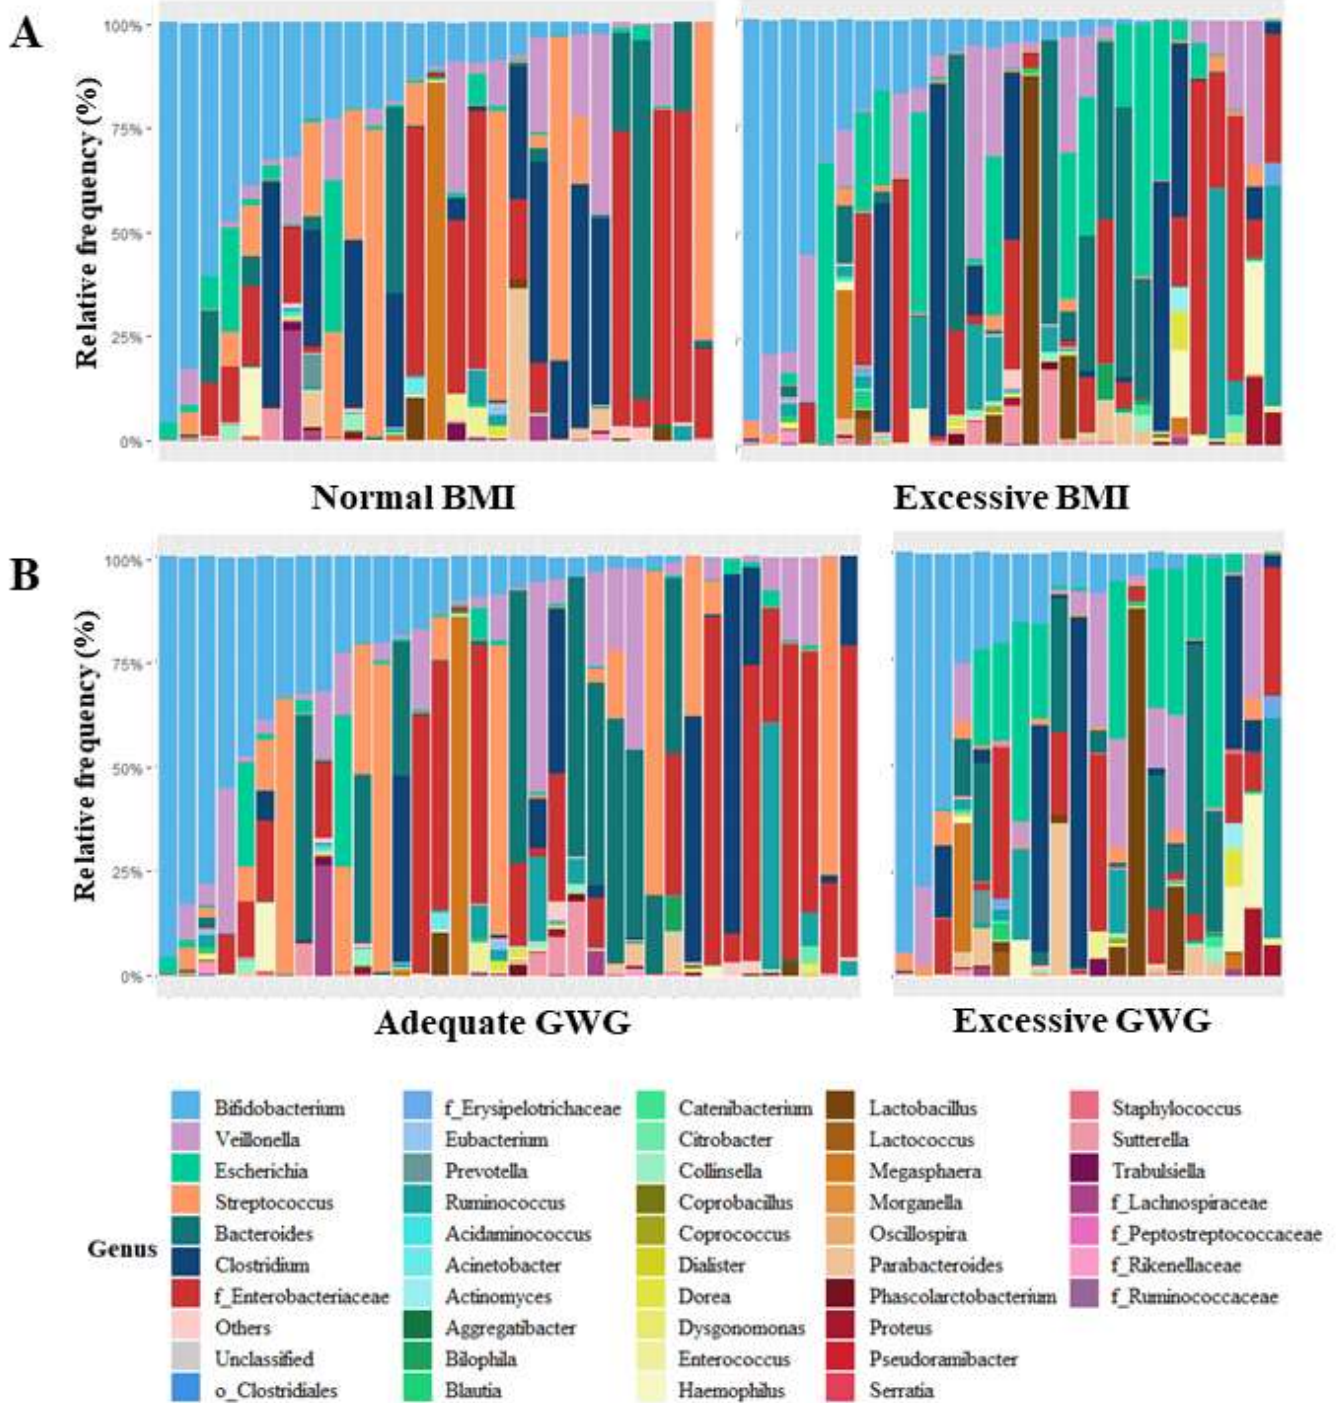 A
Relative frequency (%)
100%
75%
50%
25%
0%
Normal BMI
Excessive BMI
B
Relative frequency (%)
100%
75%
50%
25%
0%
Adequate GWG
Excessive GWG
Genus
Bifidobacterium
Veillonella
Escherichia
Streptococcus
Bacteroides
Clostridium
f_Enterobacteriaceae
Others
Unclassified
o_Clostridiales
f_Erysipelotrichaceae
Eubacterium
Prevotella
Ruminococcus
Acidaminococcus
Acinetobacter
Actinomyces
Aggregatibacter
Bilophila
Blautia
Catenibacterium
Citrobacter
Collinsella
Coprobacillus
Coprococcus
Dialister
Dorea
Dysgonomonas
Enterococcus
Haemophilus
Lactobacillus
Lactococcus
Megasphaera
Morganella
Oscillospira
Parabacteroides
Phascolarctobacterium
Proteus
Pseudoramibacter
Serratia
Staphylococcus
Sutterella
Trabulsiella
f_Lachnospiraceae
f_Peptostreptococcaceae
f_Rikenellaceae
f_Ruminococcaceae